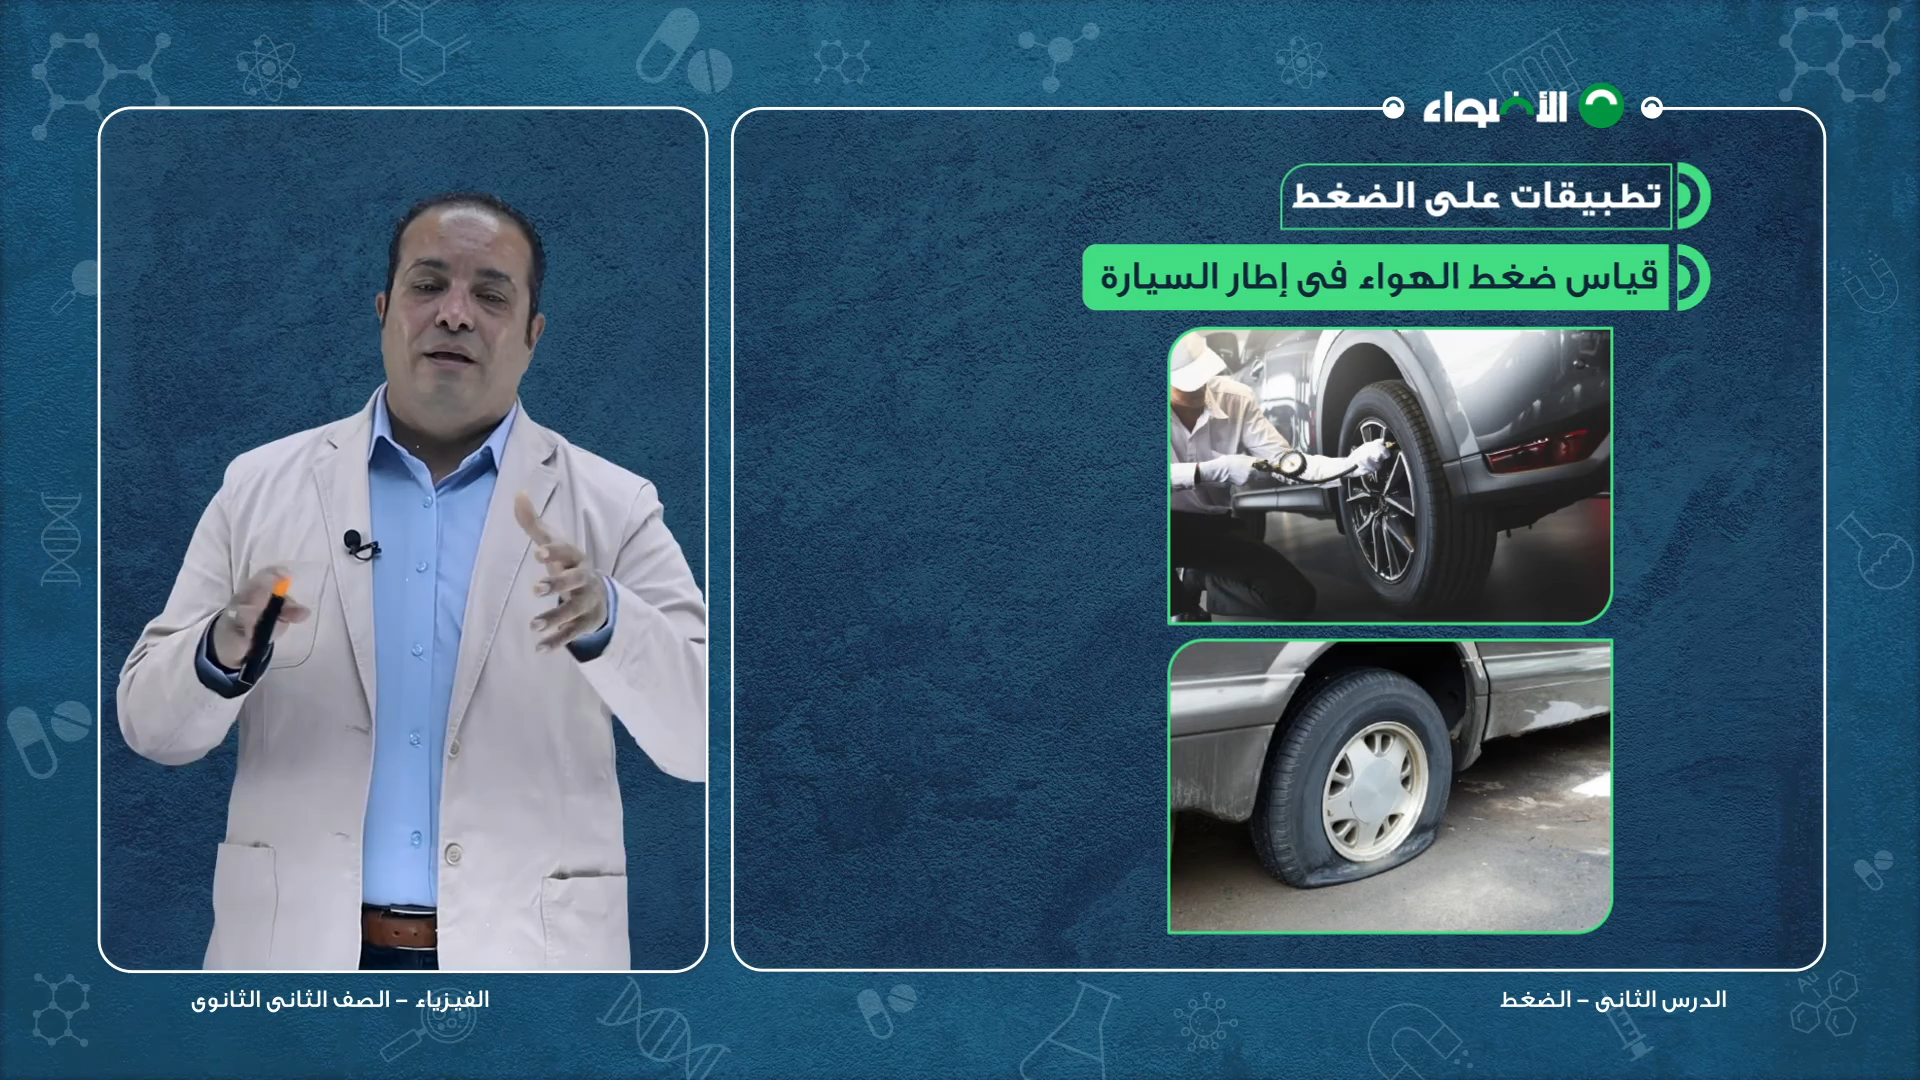 الأضواء
تطبيقات على الضغط
قياس ضغط الهواء فى إطار السيارة
الدرس الثانى - الضغط
الفيزياء - الصف الثانى الثانوى